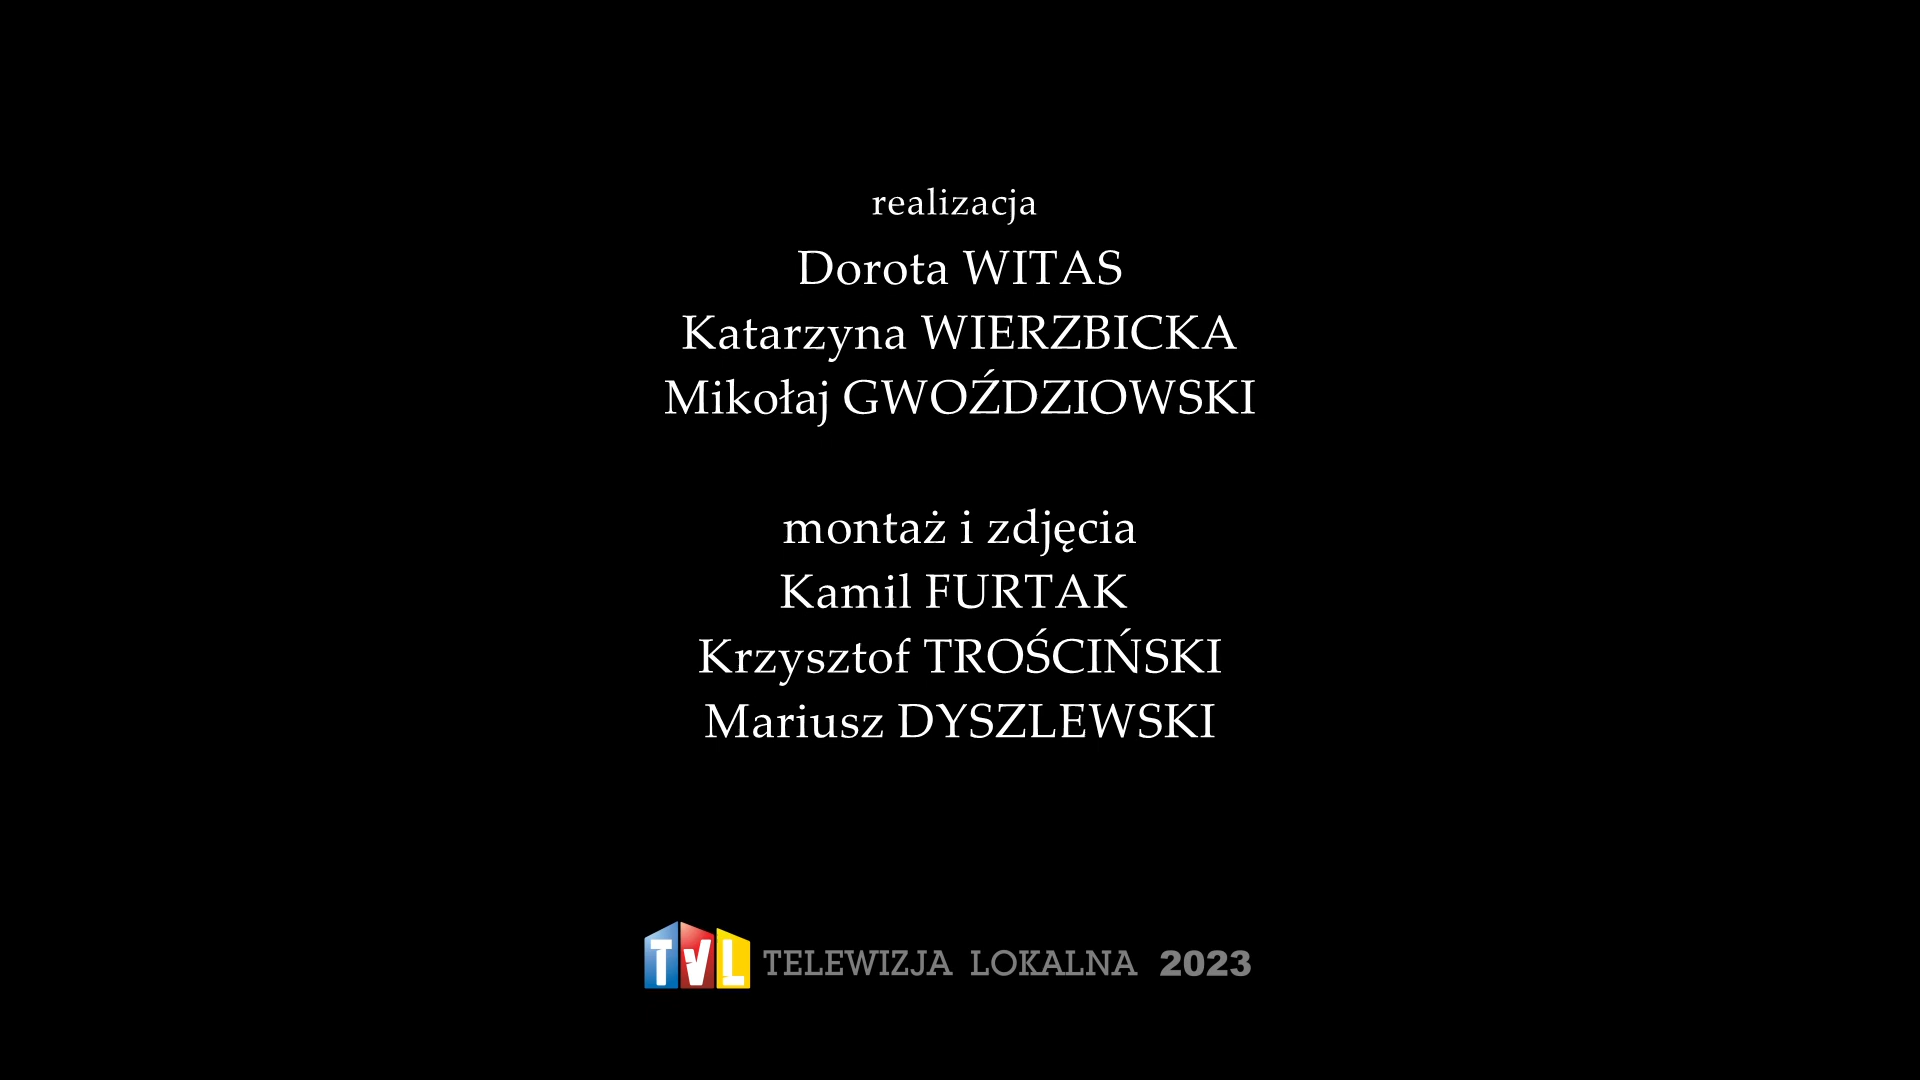 realizacja
Dorota WITAS
Katarzyna WIERZBICKA
Mikołaj GWOŹDZIOWSKI
montaż i zdjęcia
Kamil FURTAK
Krzysztof TROŚCIŃSKI
Mariusz DYSZLEWSKI
TVL TELEWIZJA LOKALNA 2023